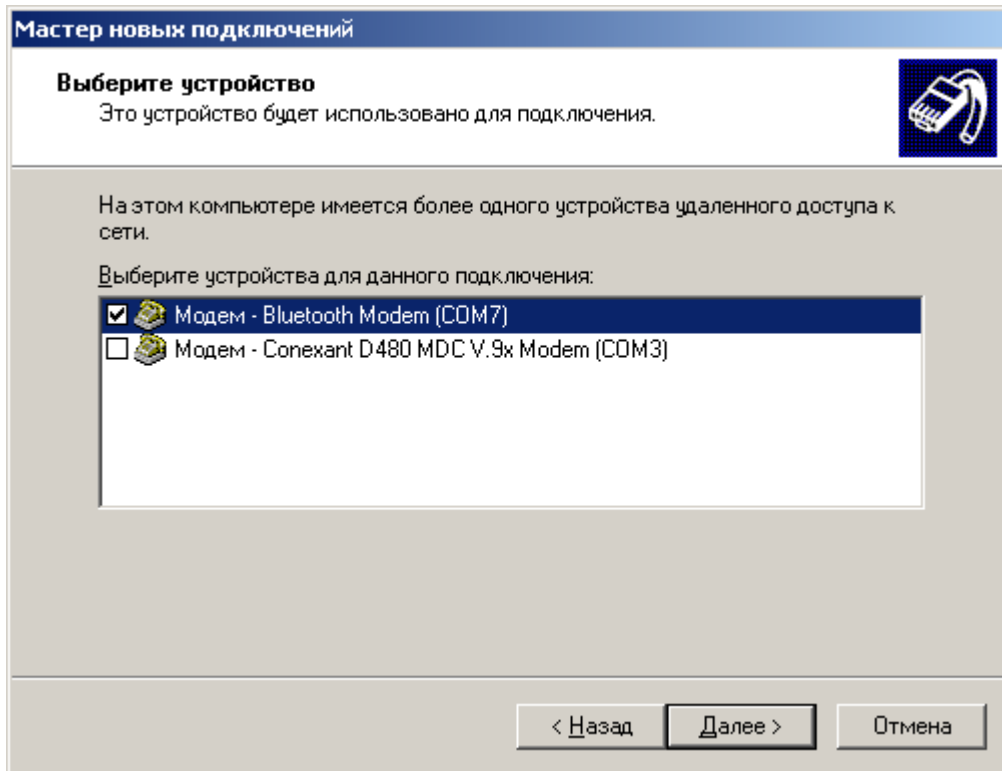 Мастер новых подключений
Выберите устройство
Это устройство будет использовано для подключения.
На этом компьютере имеется более одного устройства удаленного доступа к
сети.
Выберите устройства для данного подключения:
Модем - Bluetooth Modem (COM7)
Модем - Conexant D480 MDC V.9x Modem (COM3)
< Назад Далее > Отмена